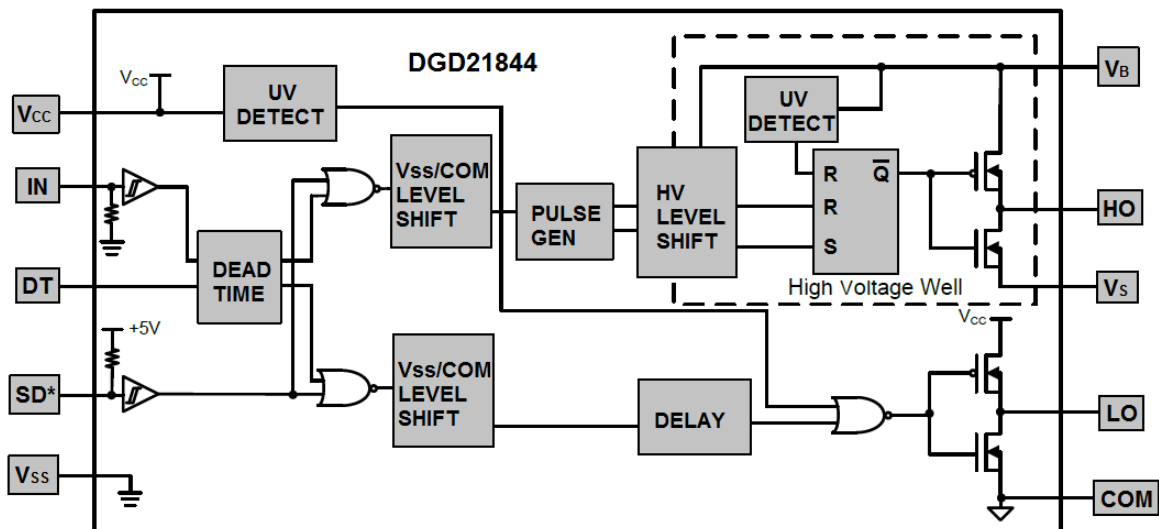 DGD21844
VCC
VCC
UV
DETECT
VB
UV
DETECT
IN
Vss/COM
LEVEL
SHIFT
PULSE
GEN
HV
LEVEL
SHIFT
R
Q̅
R
S
HO
DT
DEAD
TIME
High Voltage Well
VS
+5V
VCC
SD*
Vss/COM
LEVEL
SHIFT
DELAY
LO
VSS
COM